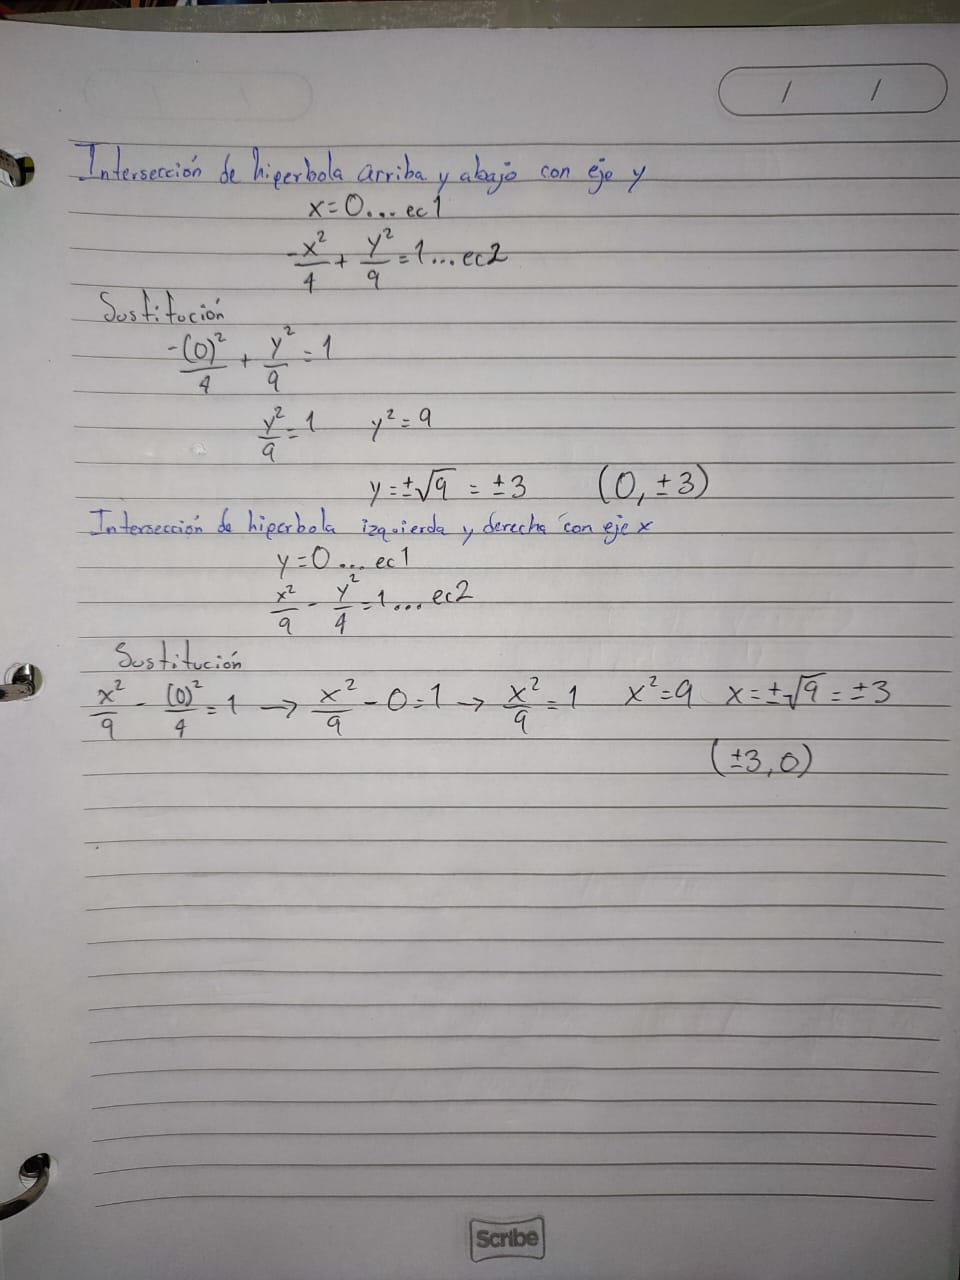 Intersección de hiperbola arriba y abajo con eje y
x=0... ec1
-x²/4 + y²/9 = 1... ec2
Sustitución
-(0)²/4 + y²/9 = 1
y²/9 = 1 y² = 9
y = ±√9 = ±3 (0, ±3)
Intersección de hiperbola izquierda y derecha con eje x
y=0... ec1
x²/9 - y²/4 = 1... ec2
Sustitución
x²/9 - (0)²/4 = 1 → x²/9 - 0 = 1 → x²/9 = 1 x² = 9 x = ±√9 = ±3
(±3, 0)
Scribe